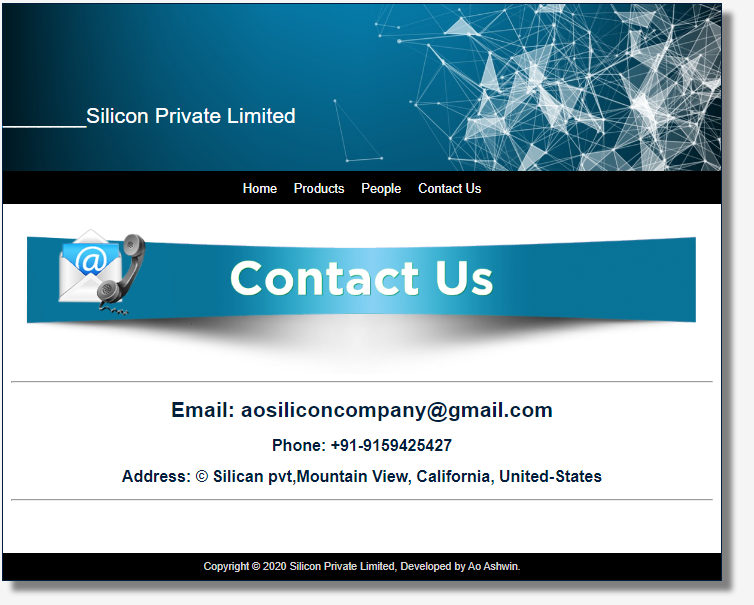 ________Silicon Private Limited
Home Products People Contact Us
@
Contact Us
Email: aosiliconcompany@gmail.com
Phone: +91-9159425427
Address: © Silican pvt,Mountain View, California, United-States
Copyright © 2020 Silicon Private Limited, Developed by Ao Ashwin.